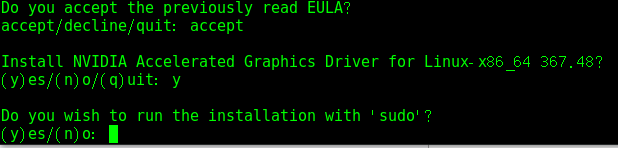 Do you accept the previously read EULA?
accept/decline/quit: accept
Install NVIDIA Accelerated Graphics Driver for Linux-x86_64 367.48?
(y)es/(n)o/(q)uit: y
Do you wish to run the installation with 'sudo'?
(y)es/(n)o: